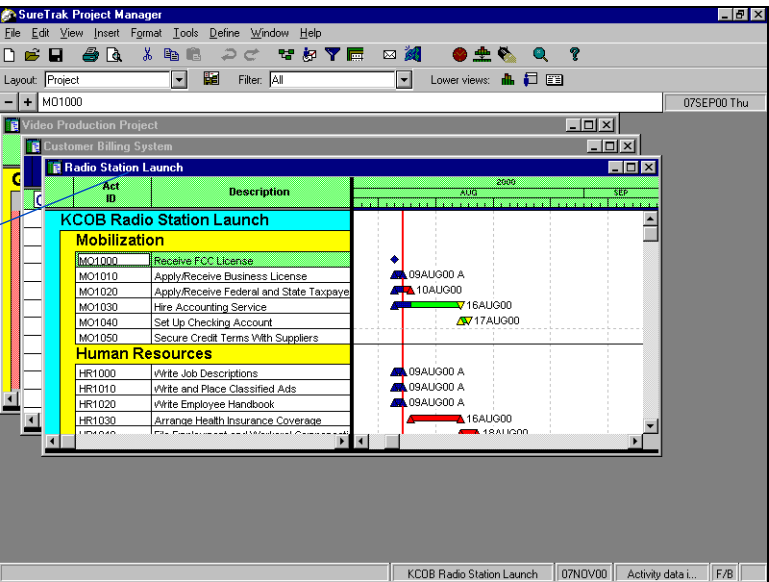 SureTrak Project Manager
File Edit View Insert Format Tools Define Window Help
Layout: Project Filter: All Lower views:
MO1000 07SEP00 Thu
Video Production Project
Customer Billing System
Radio Station Launch
Act ID Description 2000 AUG SEP
KCOB Radio Station Launch
Mobilization
MO1000 Receive FCC License
MO1010 Apply/Receive Business License 09AUG00 A
MO1020 Apply/Receive Federal and State Taxpaye 10AUG00
MO1030 Hire Accounting Service 16AUG00
MO1040 Set Up Checking Account 17AUG00
MO1050 Secure Credit Terms With Suppliers
Human Resources
HR1000 Write Job Descriptions 09AUG00 A
HR1010 Write and Place Classified Ads 09AUG00 A
HR1020 Write Employee Handbook 09AUG00 A
HR1030 Arrange Health Insurance Coverage 16AUG00
18AUG00
KCOB Radio Station Launch 07NOV00 Activity data i... F/B